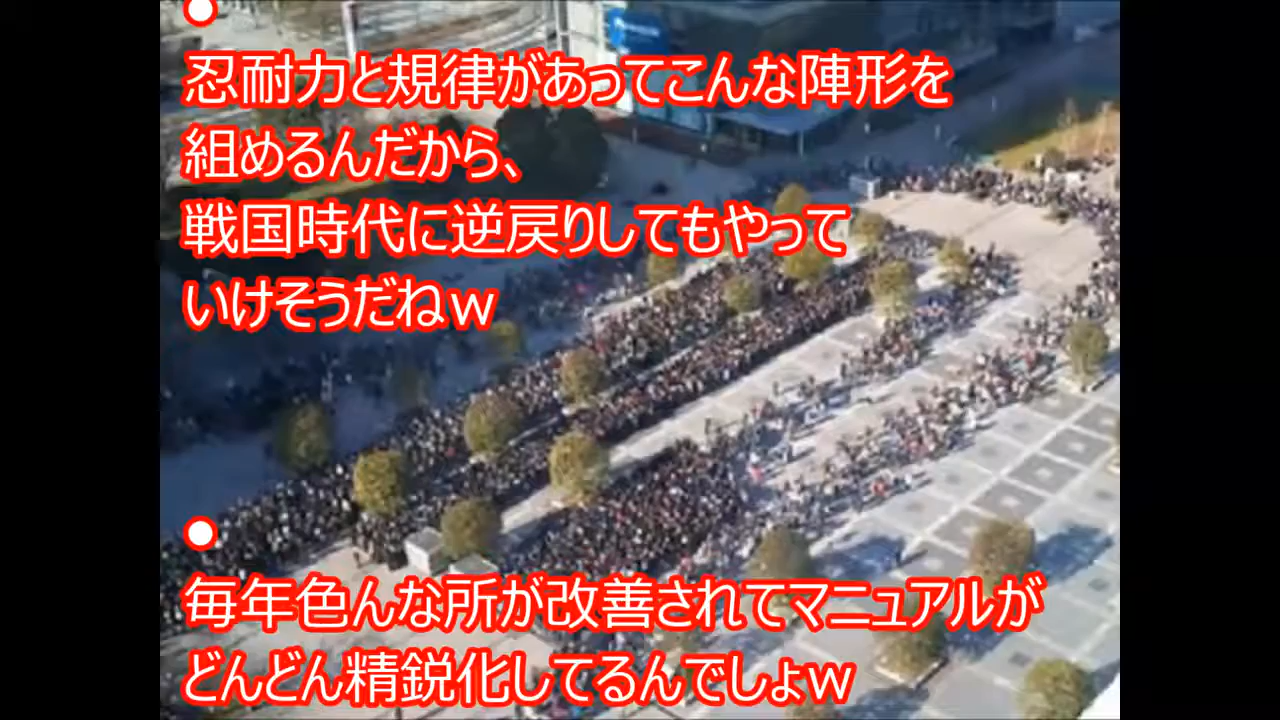 ●
忍耐力と規律があってこんな陣形を
組めるんだから、
戦国時代に逆戻りしてもやって
いけそうだねｗ
●
毎年色んな所が改善されてマニュアルが
どんどん精鋭化してるんでしょｗ